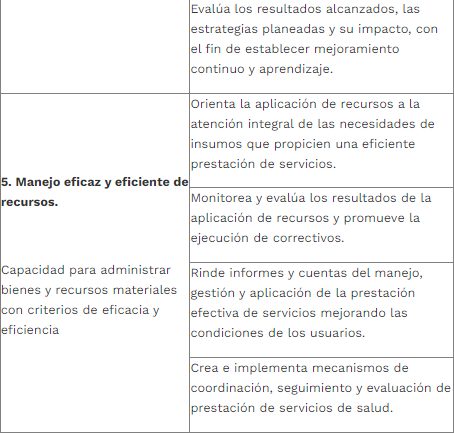 Evalúa los resultados alcanzados, las
estrategias planeadas y su impacto, con
el fin de establecer mejoramiento
continuo y aprendizaje.
5. Manejo eficaz y eficiente de
recursos.
Capacidad para administrar
bienes y recursos materiales
con criterios de eficacia y
eficiencia
Orienta la aplicación de recursos a la
atención integral de las necesidades de
insumos que propicien una eficiente
prestación de servicios.
Monitorea y evalúa los resultados de la
aplicación de recursos y promueve la
ejecución de correctivos.
Rinde informes y cuentas del manejo,
gestión y aplicación de la prestación
efectiva de servicios mejorando las
condiciones de los usuarios.
Crea e implementa mecanismos de
coordinación, seguimiento y evaluación de
prestación de servicios de salud.